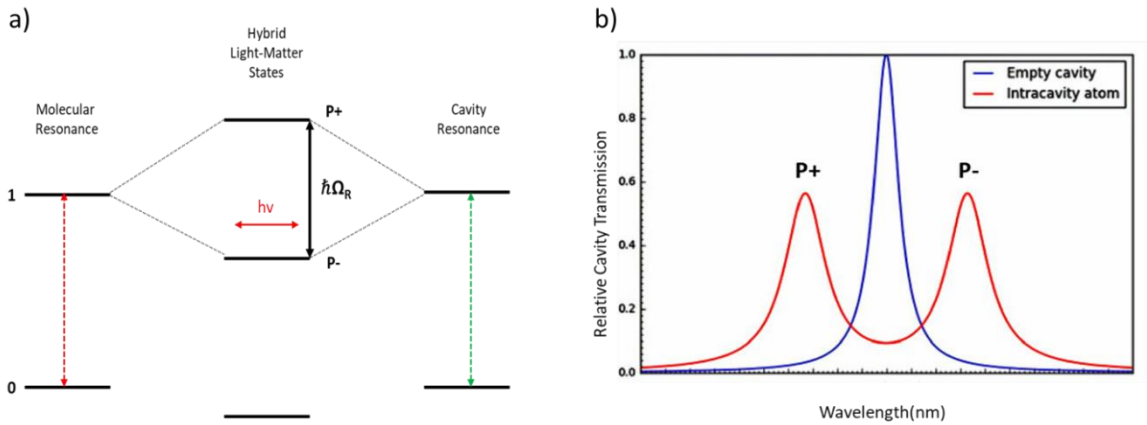 a)
Hybrid
Light-Matter
States
Molecular
Resonance
P+
Cavity
Resonance
1
ℏΩR
hν
P-
0
b)
Relative Cavity Transmission
1.0
0.8
0.6
0.4
0.2
0.0
Empty cavity
Intracavity atom
P+
P-
Wavelength(nm)